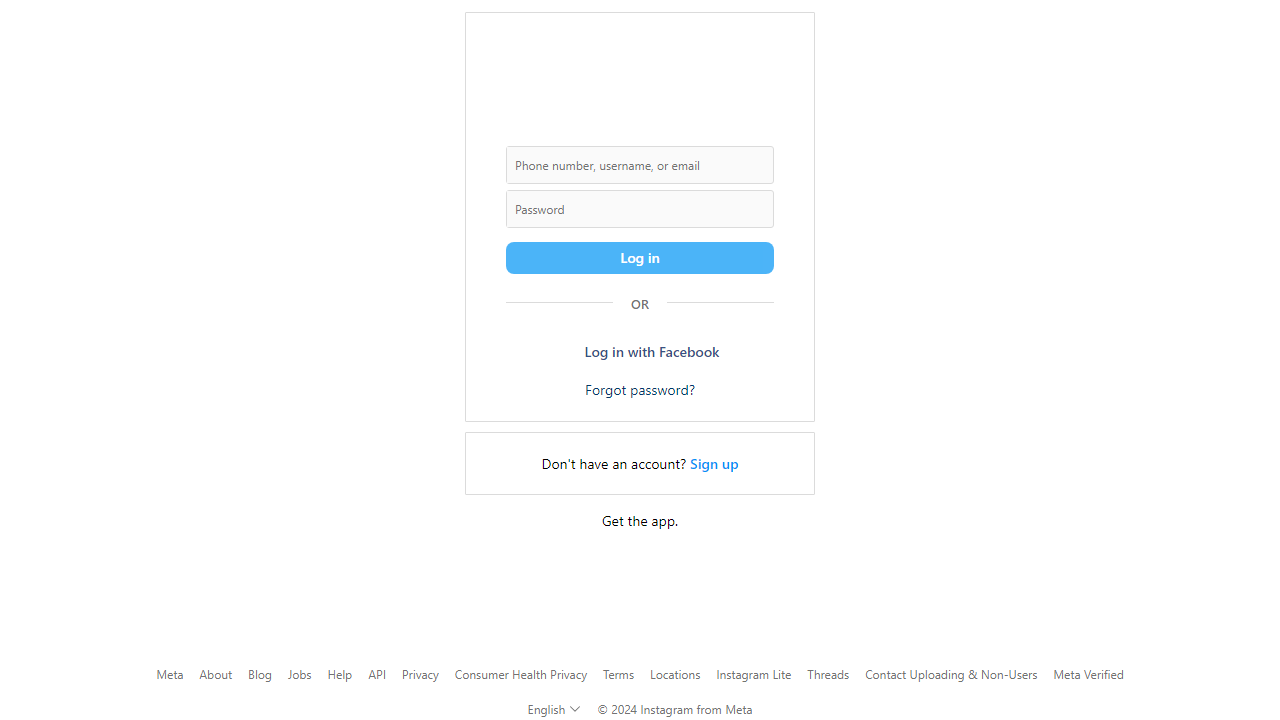 Phone number, username, or email
Password
Log in
OR
Log in with Facebook
Forgot password?
Don't have an account? Sign up
Get the app.
Meta About Blog Jobs Help API Privacy Consumer Health Privacy Terms Locations Instagram Lite Threads Contact Uploading & Non-Users Meta Verified
English © 2024 Instagram from Meta